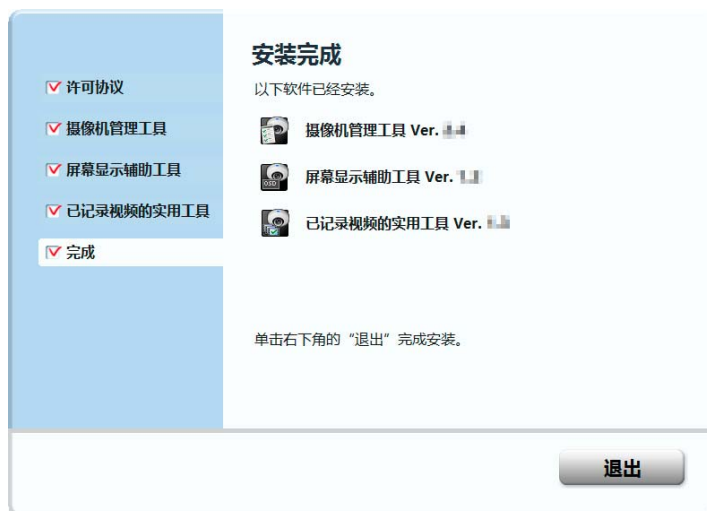 许可协议
摄像机管理工具
屏幕显示辅助工具
已记录视频的实用工具
完成
安装完成
以下软件已经安装。
摄像机管理工具 Ver.
OSD
屏幕显示辅助工具 Ver.
已记录视频的实用工具 Ver.
单击右下角的“退出”完成安装。
退出